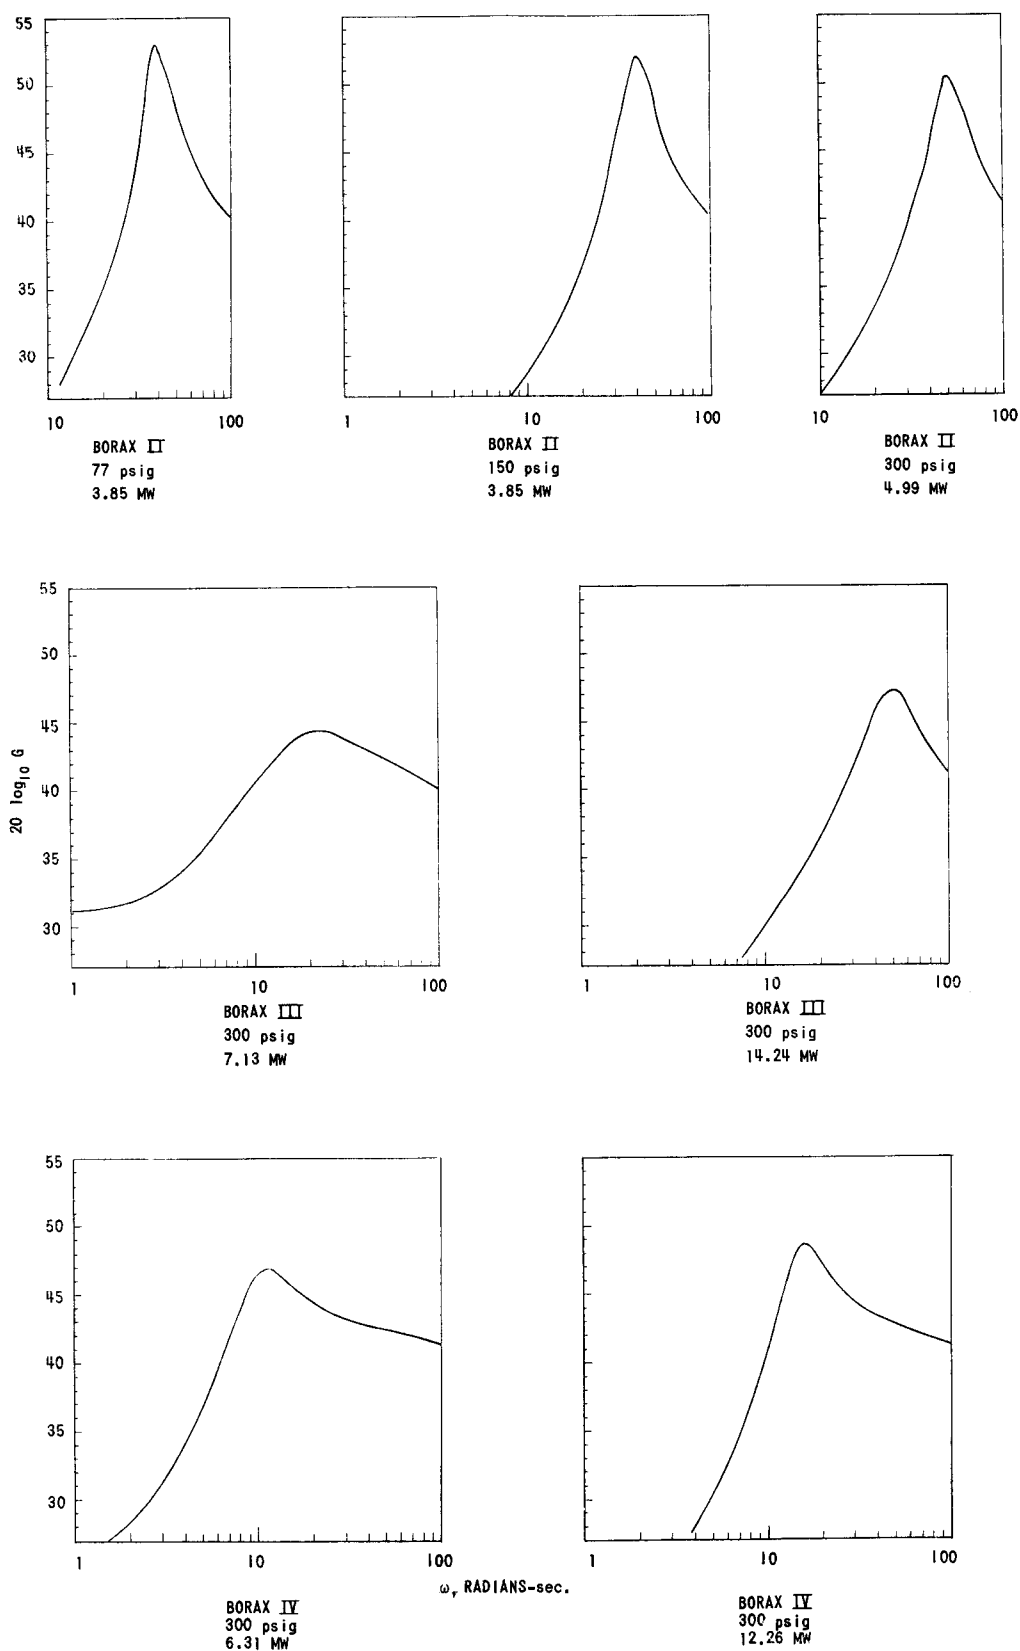 55
50
45
40
35
30
10 100
1 10 100
10 100
BORAX II
77 psig
3.85 MW
BORAX II
150 psig
3.85 MW
BORAX II
300 psig
4.99 MW
20 log10 G
55
50
45
40
35
30
1 10 100
1 10 100
BORAX III
300 psig
7.13 MW
BORAX III
300 psig
14.24 MW
55
50
45
40
35
30
1 10 100
1 10 100
ω, RADIANS-sec.
BORAX IV
300 psig
6.31 MW
BORAX IV
300 psig
12.26 MW